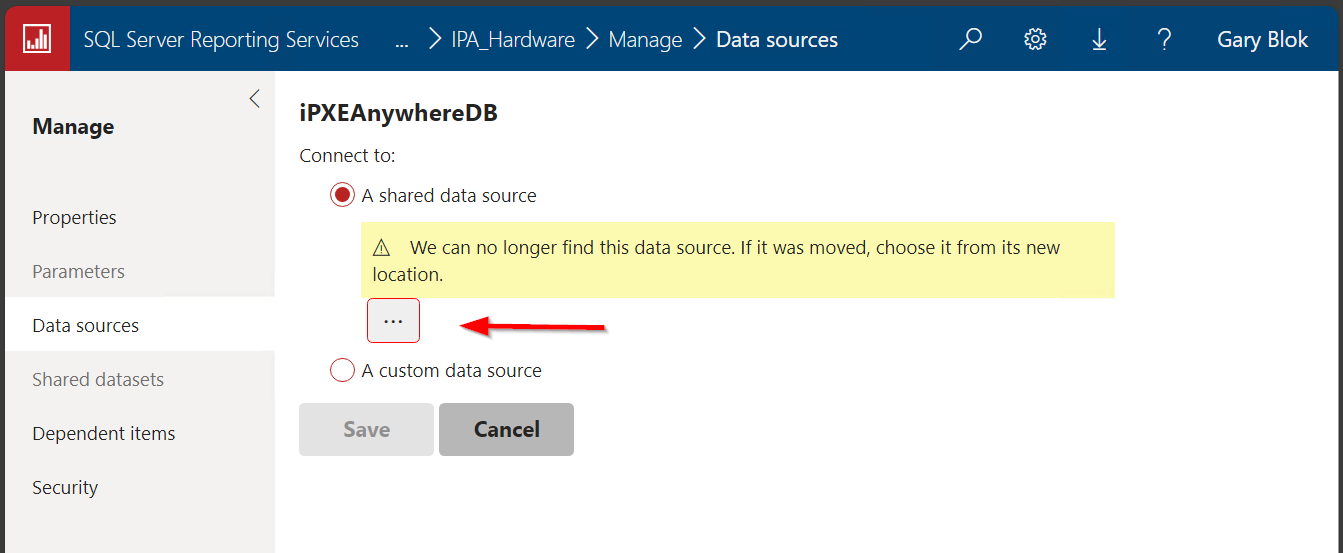 SQL Server Reporting Services ... > IPA_Hardware > Manage > Data sources ? Gary Blok
Manage
Properties
Parameters
Data sources
Shared datasets
Dependent items
Security
iPXEAnywhereDB
Connect to:
A shared data source
We can no longer find this data source. If it was moved, choose it from its new
location.
...
A custom data source
Save Cancel